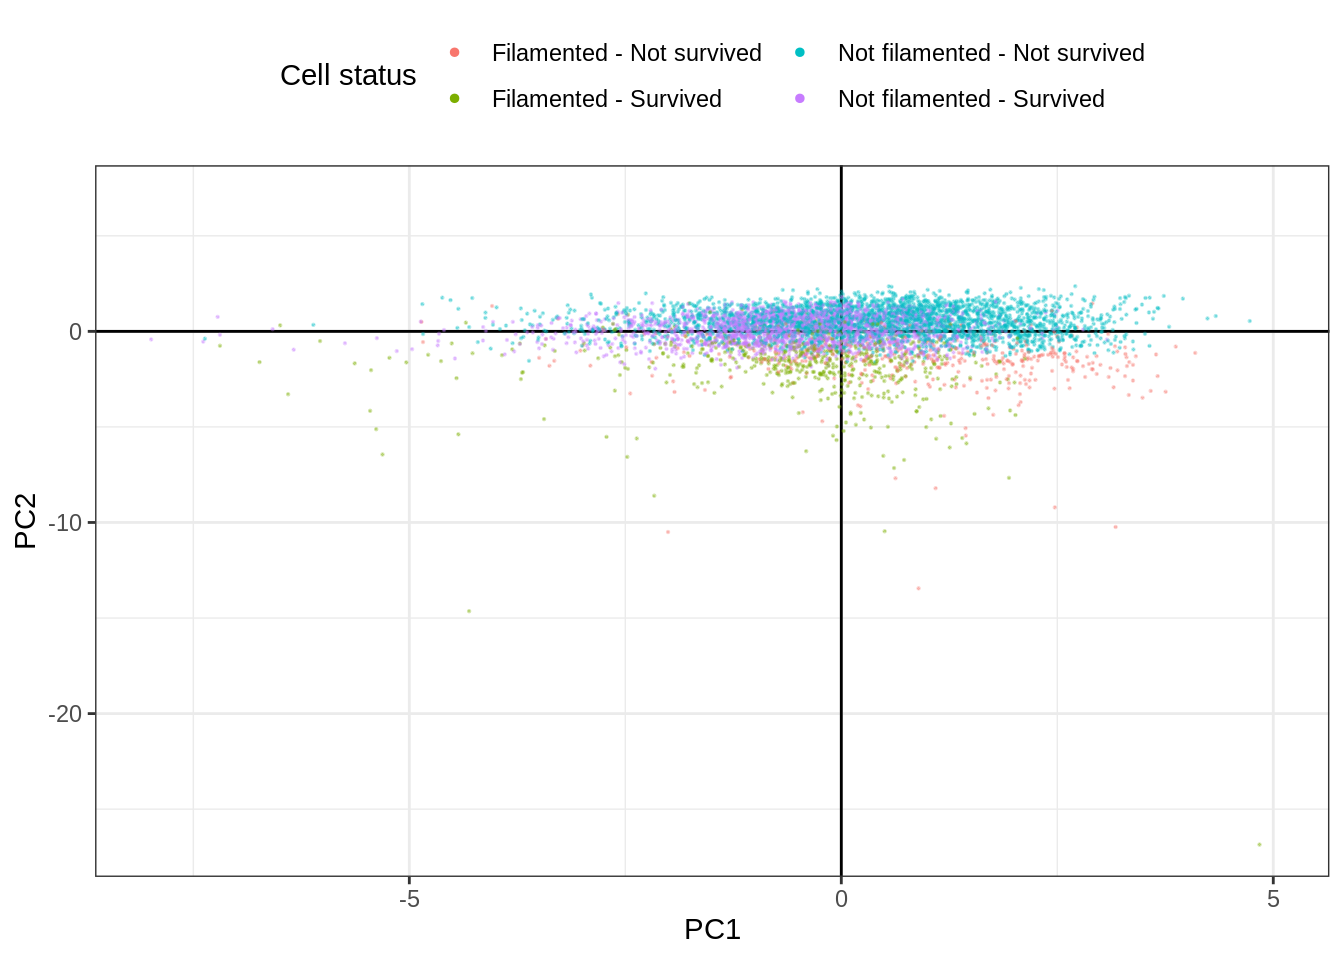 Cell status
Filamented - Not survived
Not filamented - Not survived
Filamented - Survived
Not filamented - Survived
PC2
0
-10
-20
-5
0
5
PC1